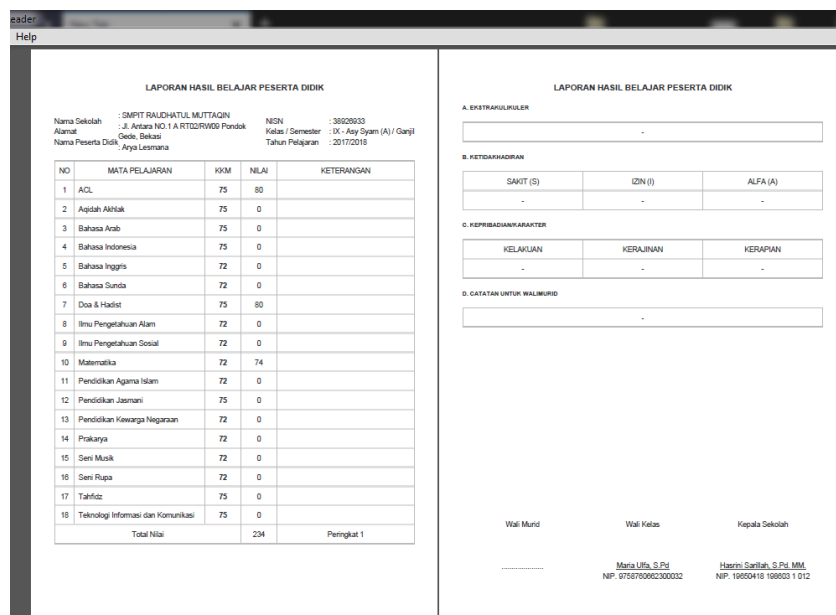 eader
Help
LAPORAN HASIL BELAJAR PESERTA DIDIK
Nama Sekolah : SMPIT RAUDHATUL MUTTAQIN
Alamat : Jl. Antara NO.1 A RT02/RW09 Pondok
Gede, Bekasi
Nama Peserta Didik : Arya Lesmana
NISN : 38926933
Kelas / Semester : IX - Asy Syam (A) / Ganjil
Tahun Pelajaran : 2017/2018
NO MATA PELAJARAN KKM NILAI KETERANGAN
1 ACL 75 80
2 Aqidah Akhlak 75 0
3 Bahasa Arab 75 0
4 Bahasa Indonesia 75 0
5 Bahasa Inggris 72 0
6 Bahasa Sunda 72 0
7 Doa & Hadist 75 80
8 Ilmu Pengetahuan Alam 72 0
9 Ilmu Pengetahuan Sosial 72 0
10 Matematika 72 74
11 Pendidikan Agama Islam 72 0
12 Pendidikan Jasmani 75 0
13 Pendidikan Kewarga Negaraan 72 0
14 Prakarya 72 0
15 Seni Musik 72 0
16 Seni Rupa 72 0
17 Tahfidz 75 0
18 Teknologi Informasi dan Komunikasi 75 0
Total Nilai 234 Peringkat 1
LAPORAN HASIL BELAJAR PESERTA DIDIK
A. EKSTRAKULIKULER
-
B. KETIDAKHADIRAN
SAKIT (S) IZIN (I) ALFA (A)
- - -
C. KEPRIBADIAN/KARAKTER
KELAKUAN KERAJINAN KERAPIAN
- - -
D. CATATAN UNTUK WALIMURID
-
Wali Murid Wali Kelas Kepala Sekolah
..................... Maria Ulfa, S.Pd Hasrini Sarillah, S.Pd. MM.
NIP. 9758760662300032 NIP. 19650418 198603 1 012